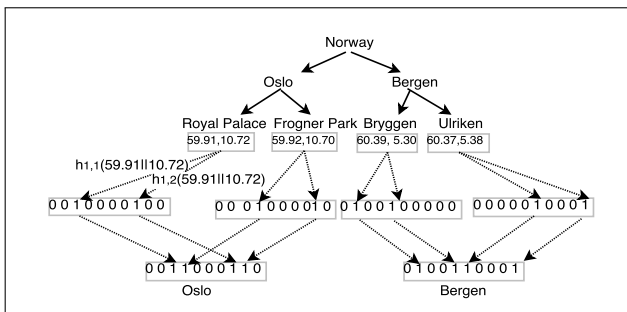 Norway
Oslo Bergen
Royal Palace Frogner Park Bryggen Ulriken
59.91,10.72 59.92,10.70 60.39, 5.30 60.37,5.38
h1,1(59.91||10.72)
h1,2(59.91||10.72)
0 0 1 0 0 0 0 1 0 0 0 0 0 1 0 0 0 0 1 0 0 1 0 0 1 0 0 0 0 0 0 0 0 0 0 1 0 0 0 1
0 0 1 1 0 0 0 1 1 0 0 1 0 0 1 1 0 0 0 1
Oslo Bergen